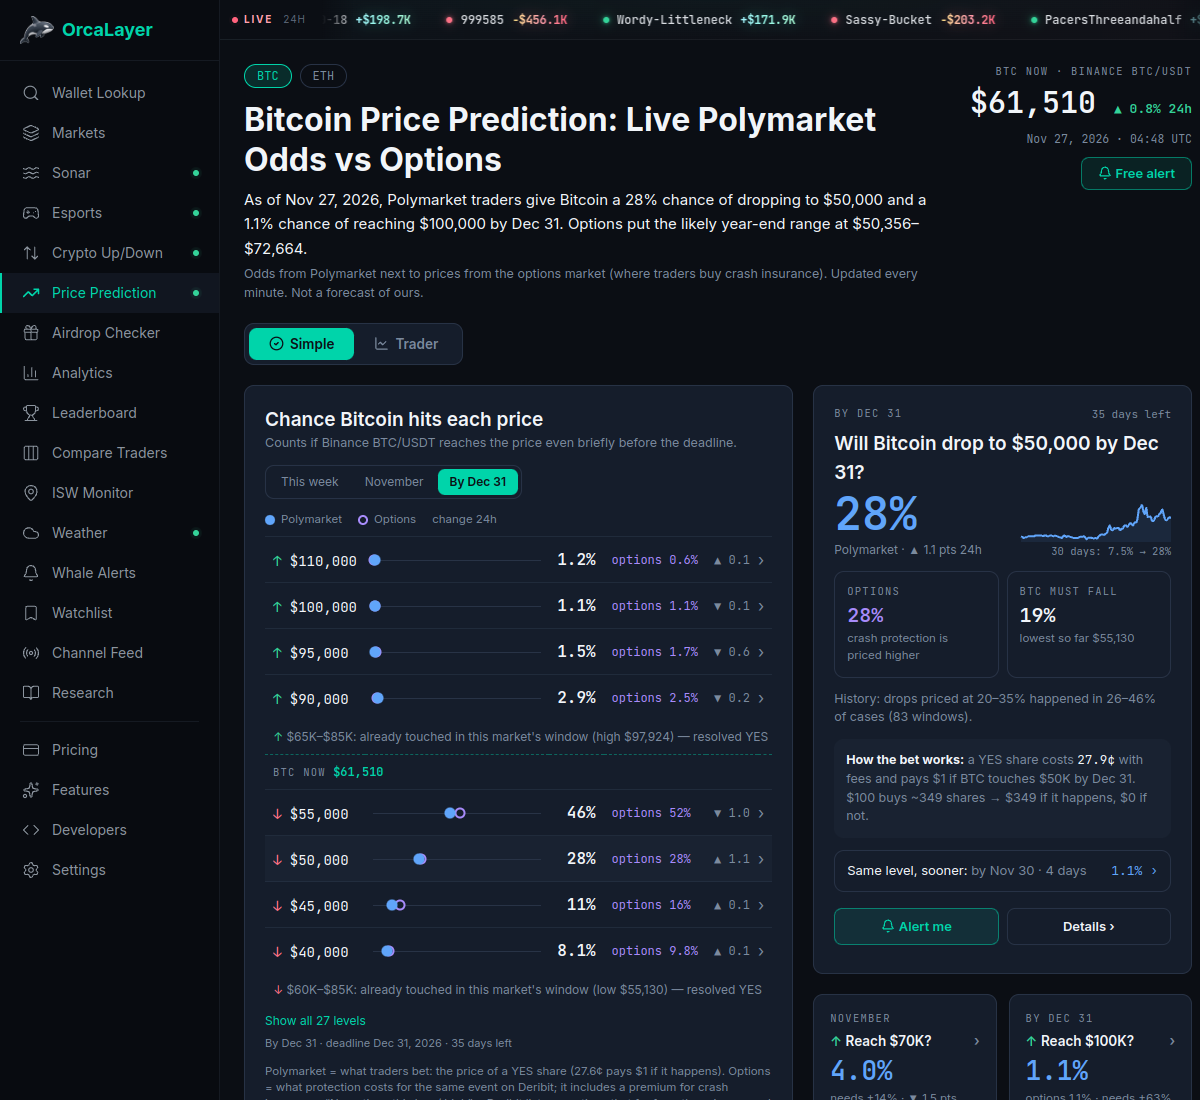 OrcaLayer
LIVE 24H -18 +$198.7K 999585 -$456.1K Wordy-Littleneck +$171.9K Sassy-Bucket -$203.2K PacersThreeandahalf
Wallet Lookup
Markets
Sonar
Esports
Crypto Up/Down
Price Prediction
Airdrop Checker
Analytics
Leaderboard
Compare Traders
ISW Monitor
Weather
Whale Alerts
Watchlist
Channel Feed
Research
Pricing
Features
Developers
Settings
BTC ETH
Bitcoin Price Prediction: Live Polymarket
Odds vs Options
As of Nov 27, 2026, Polymarket traders give Bitcoin a 28% chance of dropping to $50,000 and a
1.1% chance of reaching $100,000 by Dec 31. Options put the likely year-end range at $50,356–
$72,664.
Odds from Polymarket next to prices from the options market (where traders buy crash insurance). Updated every
minute. Not a forecast of ours.
BTC NOW · BINANCE BTC/USDT
$61,510 ▲ 0.8% 24h
Nov 27, 2026 · 04:48 UTC
Free alert
Simple Trader
Chance Bitcoin hits each price
Counts if Binance BTC/USDT reaches the price even briefly before the deadline.
This week November By Dec 31
Polymarket Options change 24h
↑ $110,000 1.2% options 0.6% ▲ 0.1 ›
↑ $100,000 1.1% options 1.1% ▼ 0.1 ›
↑ $95,000 1.5% options 1.7% ▼ 0.6 ›
↑ $90,000 2.9% options 2.5% ▼ 0.2 ›
↑ $65K–$85K: already touched in this market's window (high $97,924) — resolved YES
BTC NOW $61,510
↓ $55,000 46% options 52% ▼ 1.0 ›
↓ $50,000 28% options 28% ▲ 1.1 ›
↓ $45,000 11% options 16% ▲ 0.1 ›
↓ $40,000 8.1% options 9.8% ▲ 0.1 ›
↓ $60K–$85K: already touched in this market's window (low $55,130) — resolved YES
Show all 27 levels
By Dec 31 · deadline Dec 31, 2026 · 35 days left
Polymarket = what traders bet: the price of a YES share (27.6¢ pays $1 if it happens). Options
= what protection costs for the same event on Deribit; it includes a premium for crash
BY DEC 31 35 days left
Will Bitcoin drop to $50,000 by Dec
31?
28%
Polymarket · ▲ 1.1 pts 24h
30 days: 7.5% → 28%
OPTIONS
28%
crash protection is
priced higher
BTC MUST FALL
19%
lowest so far $55,130
History: drops priced at 20–35% happened in 26–46%
of cases (83 windows).
How the bet works: a YES share costs 27.9¢ with
fees and pays $1 if BTC touches $50K by Dec 31.
$100 buys ~349 shares → $349 if it happens, $0 if
not.
Same level, sooner: by Nov 30 · 4 days 1.1% ›
Alert me Details ›
NOVEMBER
↑ Reach $70K? ›
4.0%
needs +14% · ▼ 1.5 pts
BY DEC 31
↑ Reach $100K? ›
1.1%
options 1.1% · needs +63%